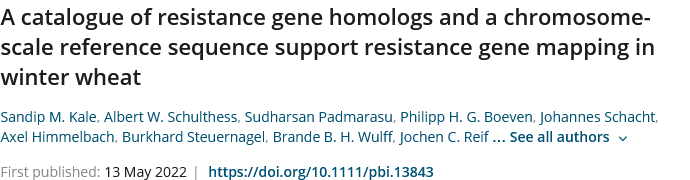 A catalogue of resistance gene homologs and a chromosome-
scale reference sequence support resistance gene mapping in
winter wheat
Sandip M. Kale, Albert W. Schulthess, Sudharsan Padmarasu, Philipp H. G. Boeven, Johannes Schacht,
Axel Himmelbach, Burkhard Steuernagel, Brande B. H. Wulff, Jochen C. Reif ... See all authors
First published: 13 May 2022 | https://doi.org/10.1111/pbi.13843